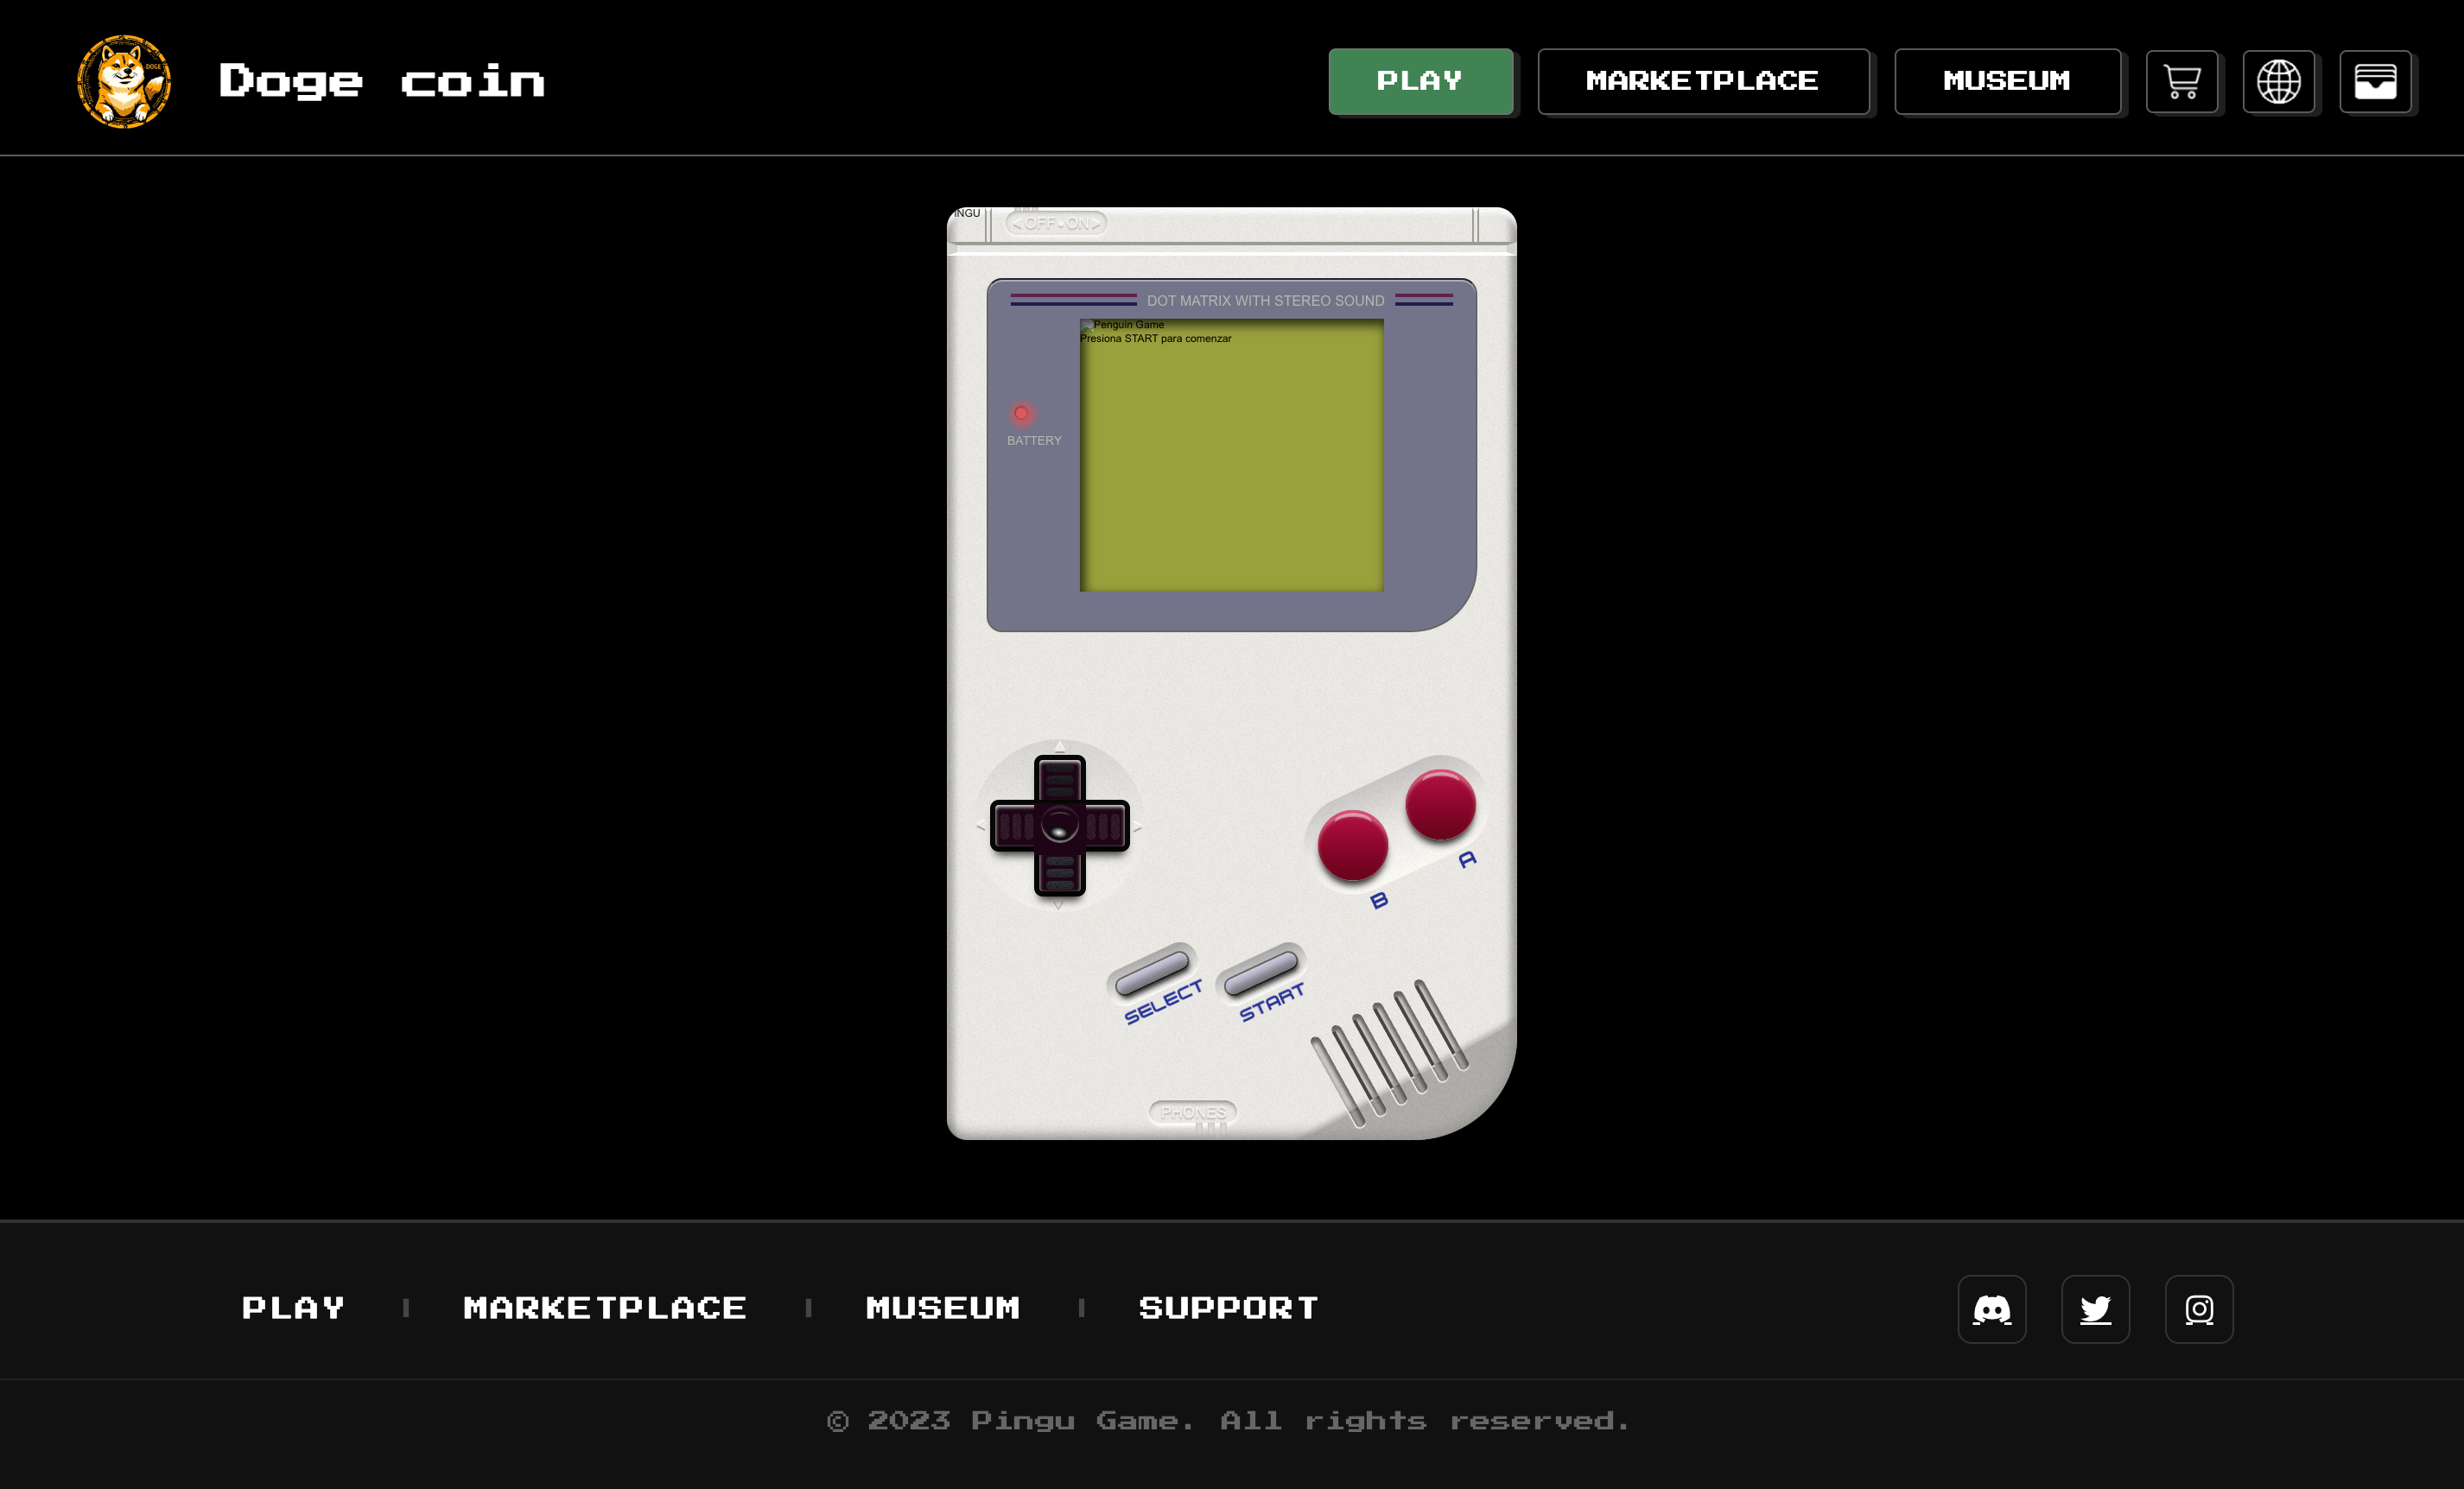 DOGE
Doge coin
PLAY
MARKETPLACE
MUSEUM
INGU
<OFF•ON>
DOT MATRIX WITH STEREO SOUND
Penguin Game
Presiona START para comenzar
BATTERY
A
B
SELECT
START
PHONES
PLAY
MARKETPLACE
MUSEUM
SUPPORT
© 2023 Pingu Game. All rights reserved.